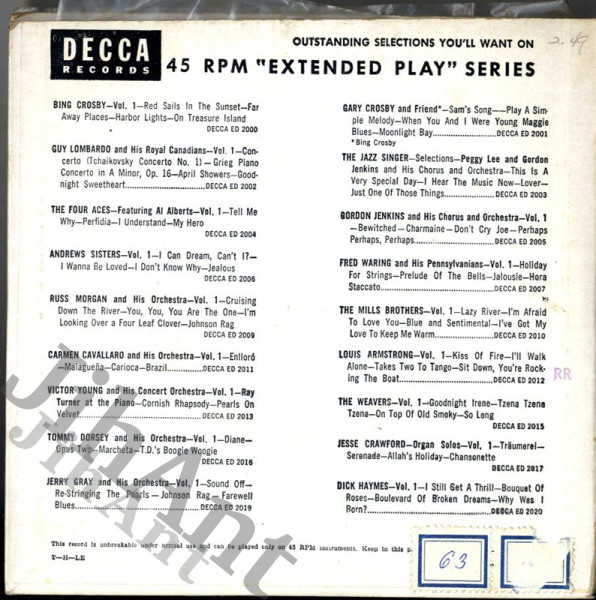 DECCA
RECORDS
OUTSTANDING SELECTIONS YOU'LL WANT ON
2.49
45 RPM "EXTENDED PLAY" SERIES
BING CROSBY—Vol. 1—Red Sails In The Sunset—Far
Away Places—Harbor Lights—On Treasure Island
DECCA ED 2000
GUY LOMBARDO and his Royal Canadians—Vol. 1—Con-
certo (Tchaikovsky Concerto No. 1)—Grieg Piano
Concerto in A Minor, Op. 16—April Showers—Good-
night Sweetheart..........DECCA ED 2002
THE FOUR ACES—Featuring Al Alberts—Vol. 1—Tell Me
Why—Perfidia—I Understand—My Hero
DECCA ED 2004
ANDREWS SISTERS—Vol. 1—I Can Dream, Can't I?—
I Wanna Be Loved—I Don't Know Why—Jealous
DECCA ED 2006
RUSS MORGAN and His Orchestra—Vol. 1—Cruising
Down The River—You, You, You Are The One—I'm
Looking Over a Four Leaf Clover—Johnson Rag
DECCA ED 2009
CARMEN CAVALLARO and His Orchestra—Vol. 1—Enlloró
—Malagueña—Carioca—Brazil..........DECCA ED 2011
VICTOR YOUNG and His Concert Orchestra—Vol. 1—Ray
Turner at the Piano—Cornish Rhapsody—Pearls On
Velvet..........DECCA ED 2013
TOMMY DORSEY and His Orchestra—Vol. 1—Diane—
Opus Two—Marcheta—T.D.'s Boogie Woogie
DECCA ED 2016
JERRY GRAY and His Orchestra—Vol. 1—Sound Off—
Re-Stringing The Pearls—Johnson Rag—Farewell
Blues..........DECCA ED 2019
GARY CROSBY and Friend*—Sam's Song——Play A Sim-
ple Melody—When You And I Were Young Maggie
Blues—Moonlight Bay..........DECCA ED 2001
*Bing Crosby
THE JAZZ SINGER—Selections—Peggy Lee and Gordon
Jenkins and His Chorus and Orchestra—This Is A
Very Special Day—I Hear The Music Now—Lover—
Just One Of Those Things..........DECCA ED 2003
GORDON JENKINS and His Chorus and Orchestra—Vol. 1
—Bewitched—Charmaine—Don't Cry Joe—Perhaps
Perhaps, Perhaps..........DECCA ED 2005
FRED WARING and His Pennsylvanians—Vol. 1—Holiday
For Strings—Prelude Of The Bells—Jalousie—Hora
Staccato..........DECCA ED 2007
THE MILLS BROTHERS—Vol. 1—Lazy River—I'm Afraid
To Love You—Blue and Sentimental—I've Got My
Love To Keep Me Warm..........DECCA ED 2010
LOUIS ARMSTRONG—Vol. 1—Kiss Of Fire—I'll Walk
Alone—Takes Two To Tango—Sit Down, You're Rock-
ing The Boat..........DECCA ED 2012
RR
THE WEAVERS—Vol. 1—Goodnight Irene—Tzena Tzena
Tzena—On Top Of Old Smoky—So Long
DECCA ED 2015
JESSE CRAWFORD—Organ Solos—Vol. 1—Träumerei—
Serenade—Allah's Holiday—Chansonette
DECCA ED 2017
DICK HAYMES—Vol. 1—I Still Get A Thrill—Bouquet Of
Roses—Boulevard Of Broken Dreams—Why Was I
Born?..........DECCA ED 2020
This record is unbreakable under normal use and can be played only on 45 RPM instruments. Keep in this
T—H—LE
63
JihAnt
JihAnt